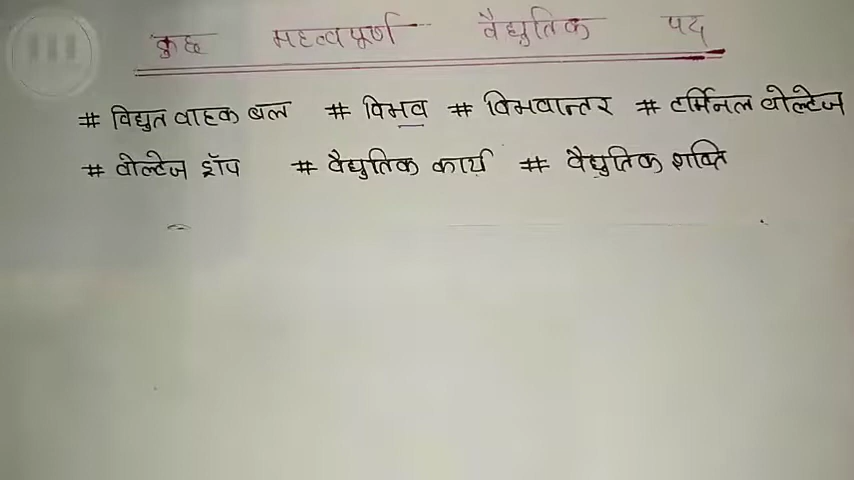 कुछ महत्वपूर्ण वैद्युतिक पद
# विद्युत वाहक बल # विभव # विभवान्तर # टर्मिनल वोल्टेज
# वोल्टेज ड्रॉप # वैद्युतिक कार्य # वैद्युतिक शक्ति